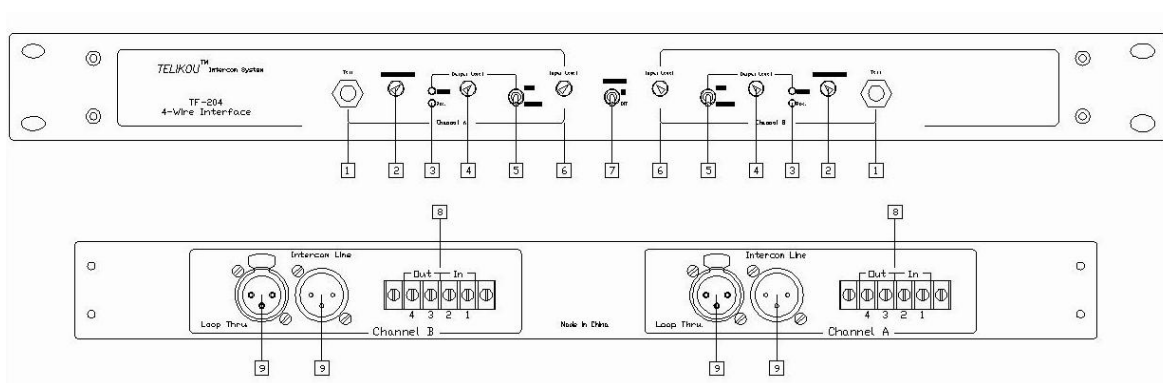 TELIKOU™ Intercom System
TF-204
4-Wire Interface
Output Level
Input Level
Input Level
Output Level
Channel A
Channel B
1 2 3 4 5 6 7 6 5 4 3 2 1
8 8
Intercom Line
Out In
4 3 2 1
Loop Thru.
Channel B
Made In China
Intercom Line
Out In
4 3 2 1
Loop Thru.
Channel A
9 9 9 9